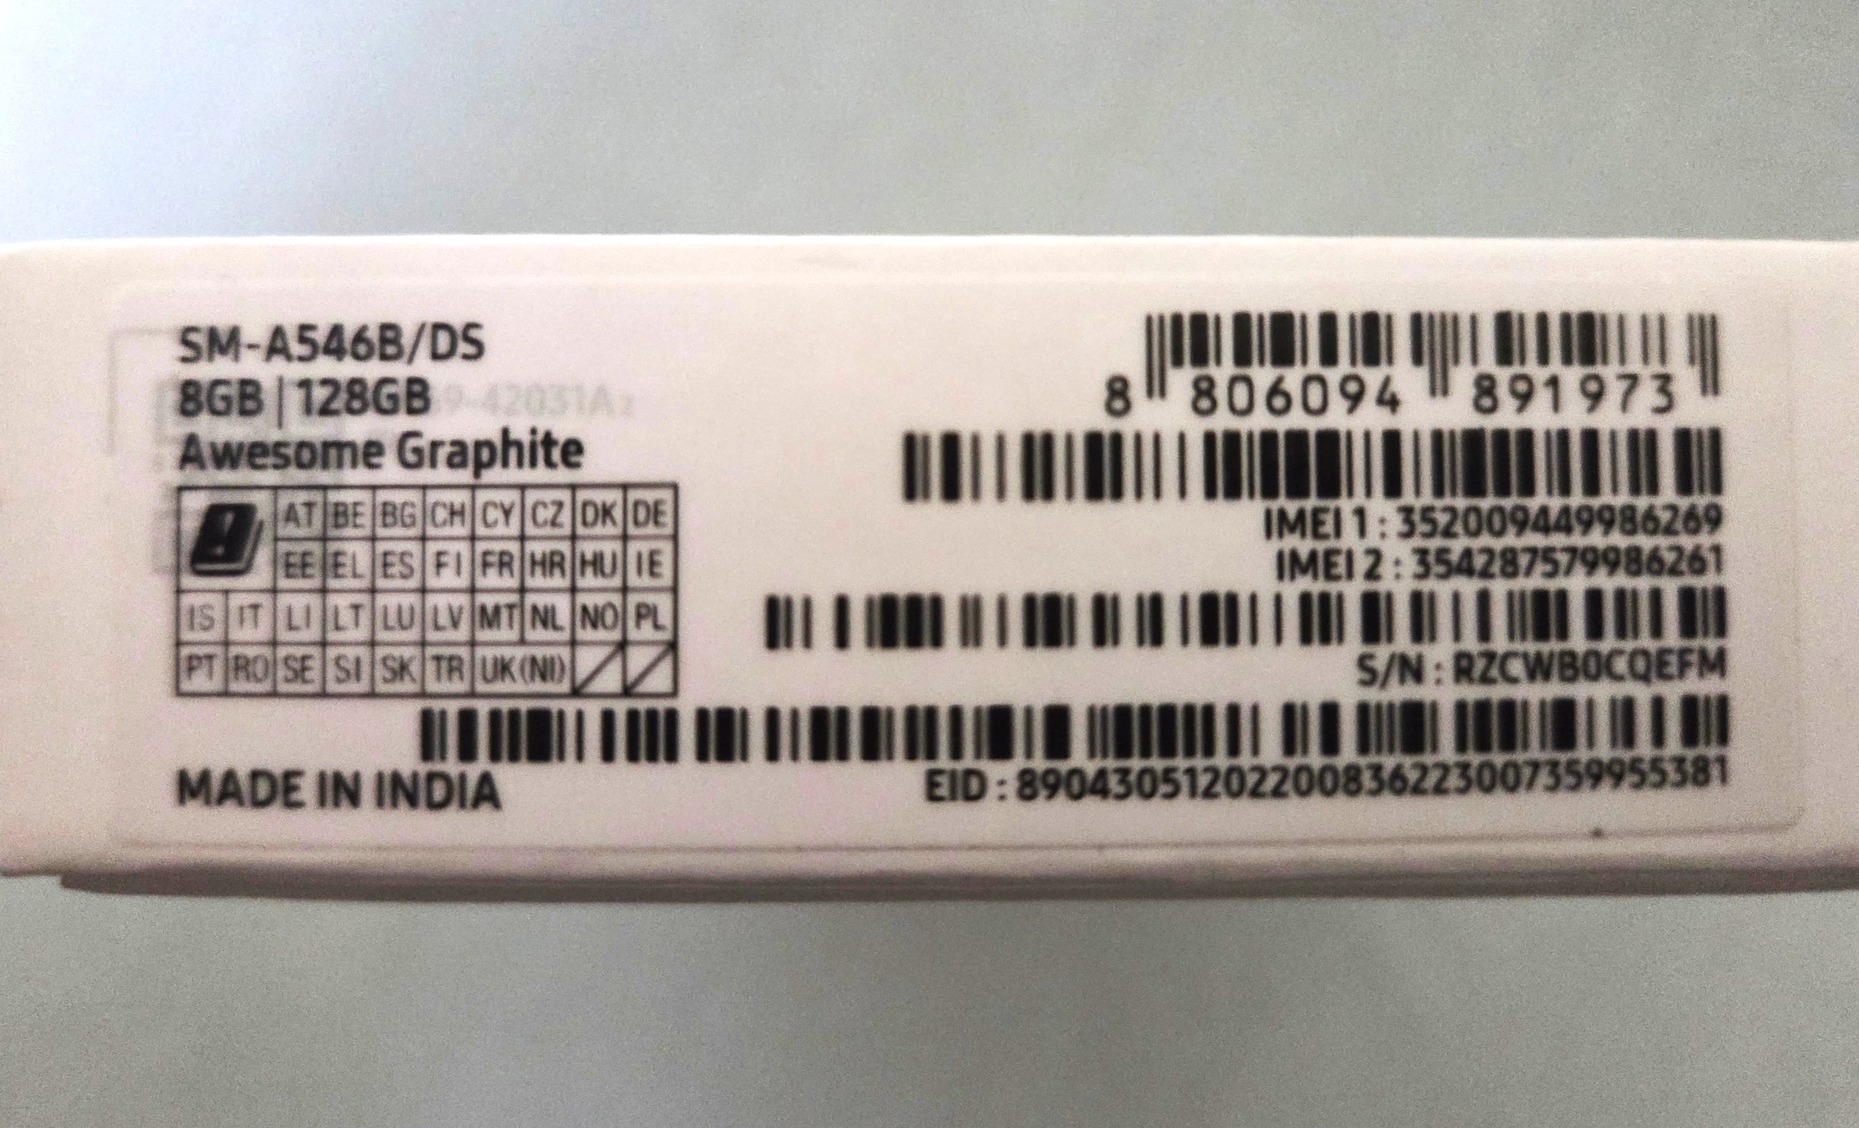 SM-A546B/DS
8GB | 128GB
Awesome Graphite
AT BE BG CH CY CZ DK DE
EE EL ES FI FR HR HU IE
IS IT LI LT LU LV MT NL NO PL
PT RO SE SI SK TR UK(NI)
MADE IN INDIA
8 806094 891973
IMEI 1 : 352009449986269
IMEI 2 : 354287579986261
S/N : RZCWB0CQEFM
EID : 89043051202200836223007359955381